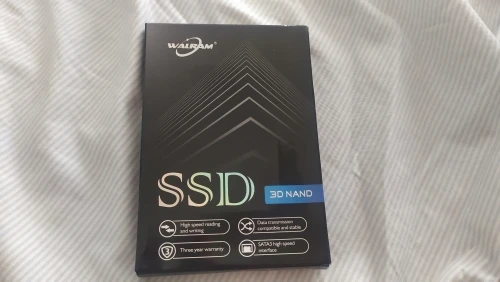 WALRAM
SSD
3D NAND
High speed reading
and writing
Data transmission
compatible and stable
3
Three year warranty
SATA3 high speed
interface